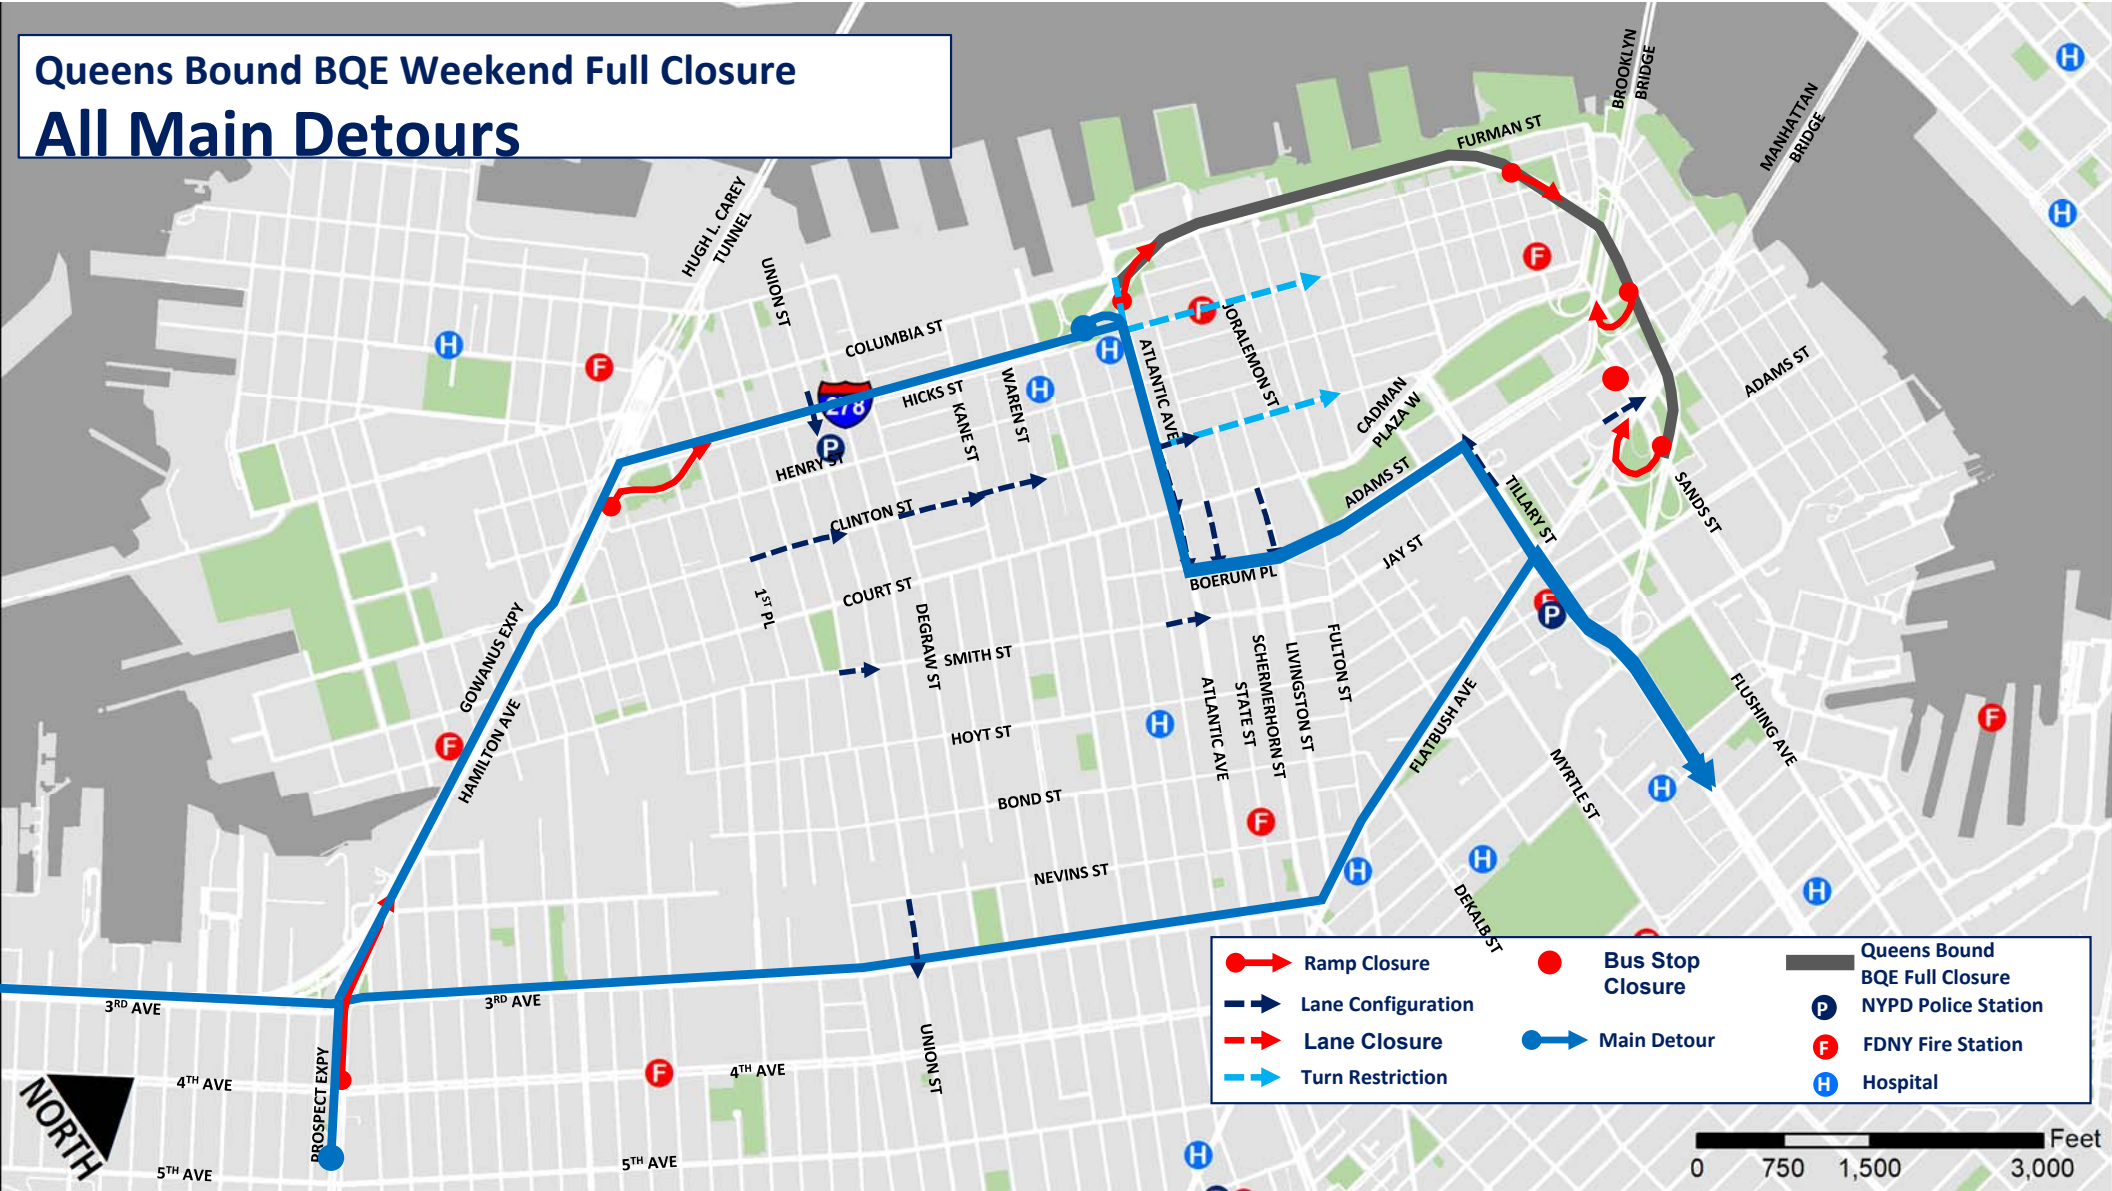 Queens Bound BQE Weekend Full Closure
All Main Detours
BROOKLYN
BRIDGE
MANHATTAN
BRIDGE
FURMAN ST
HUGH L. CAREY
TUNNEL
UNION ST
COLUMBIA ST
HICKS ST
278
HENRY ST
KANE ST
WAREN ST
ATLANTIC AVE
JORALEMON ST
CADMAN
PLAZA W
ADAMS ST
ADAMS ST
SANDS ST
TILLARY ST
JAY ST
CLINTON ST
COURT ST
1ST PL
DEGRAW ST
SMITH ST
BOERUM PL
GOWANUS EXPY
HAMILTON AVE
HOYT ST
BOND ST
NEVINS ST
ATLANTIC AVE
STATE ST
SCHERMERHORN ST
LIVINGSTON ST
FULTON ST
FLATBUSH AVE
MYRTLE ST
FLUSHING AVE
DEKALB ST
3RD AVE
3RD AVE
4TH AVE
4TH AVE
5TH AVE
5TH AVE
UNION ST
PROSPECT EXPY
NORTH
H
H
H
H
H
H
H
H
H
H
H
F
F
F
F
F
F
F
F
P
P
Ramp Closure
Lane Configuration
Lane Closure
Turn Restriction
Bus Stop
Closure
Main Detour
Queens Bound
BQE Full Closure
P NYPD Police Station
F FDNY Fire Station
H Hospital
Feet
0 750 1,500 3,000